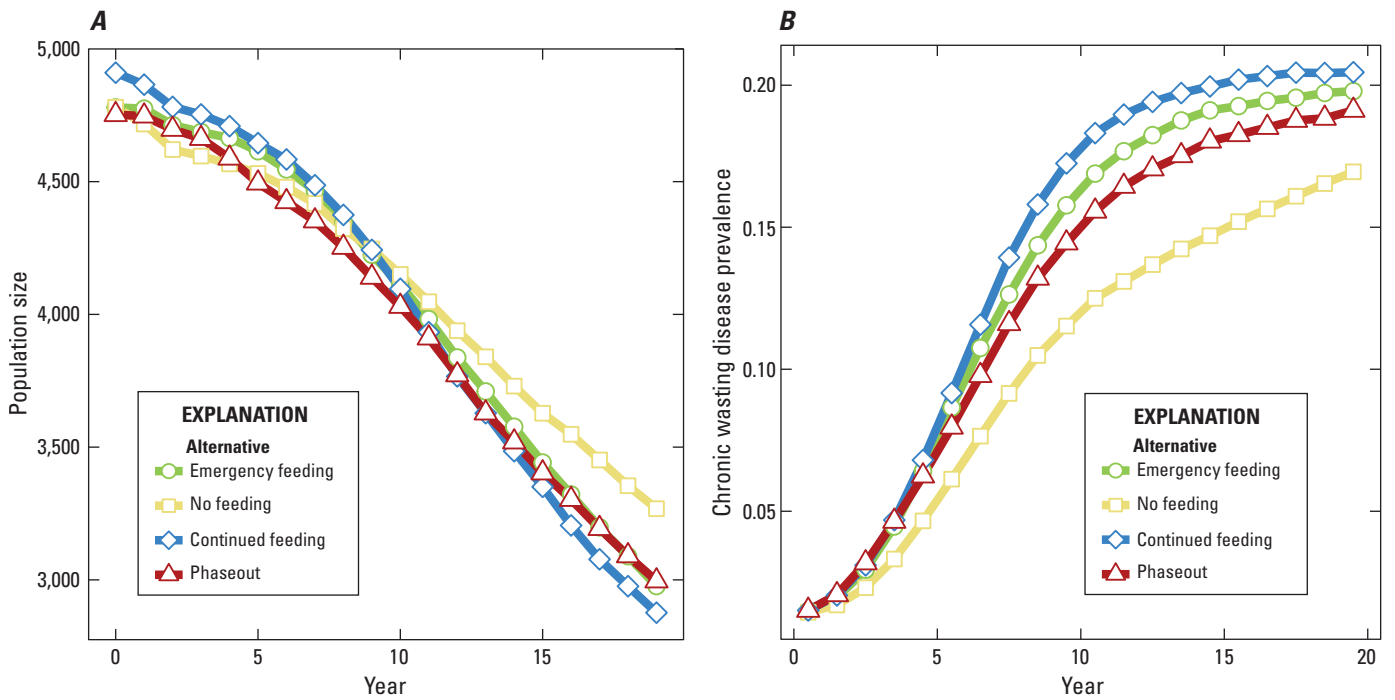 A
5,000
4,500
4,000
3,500
3,000
Population size
EXPLANATION
Alternative
Emergency feeding
No feeding
Continued feeding
Phaseout
0
5
10
15
Year
B
0.20
0.15
0.10
0.05
Chronic wasting disease prevalence
EXPLANATION
Alternative
Emergency feeding
No feeding
Continued feeding
Phaseout
0
5
10
15
20
Year